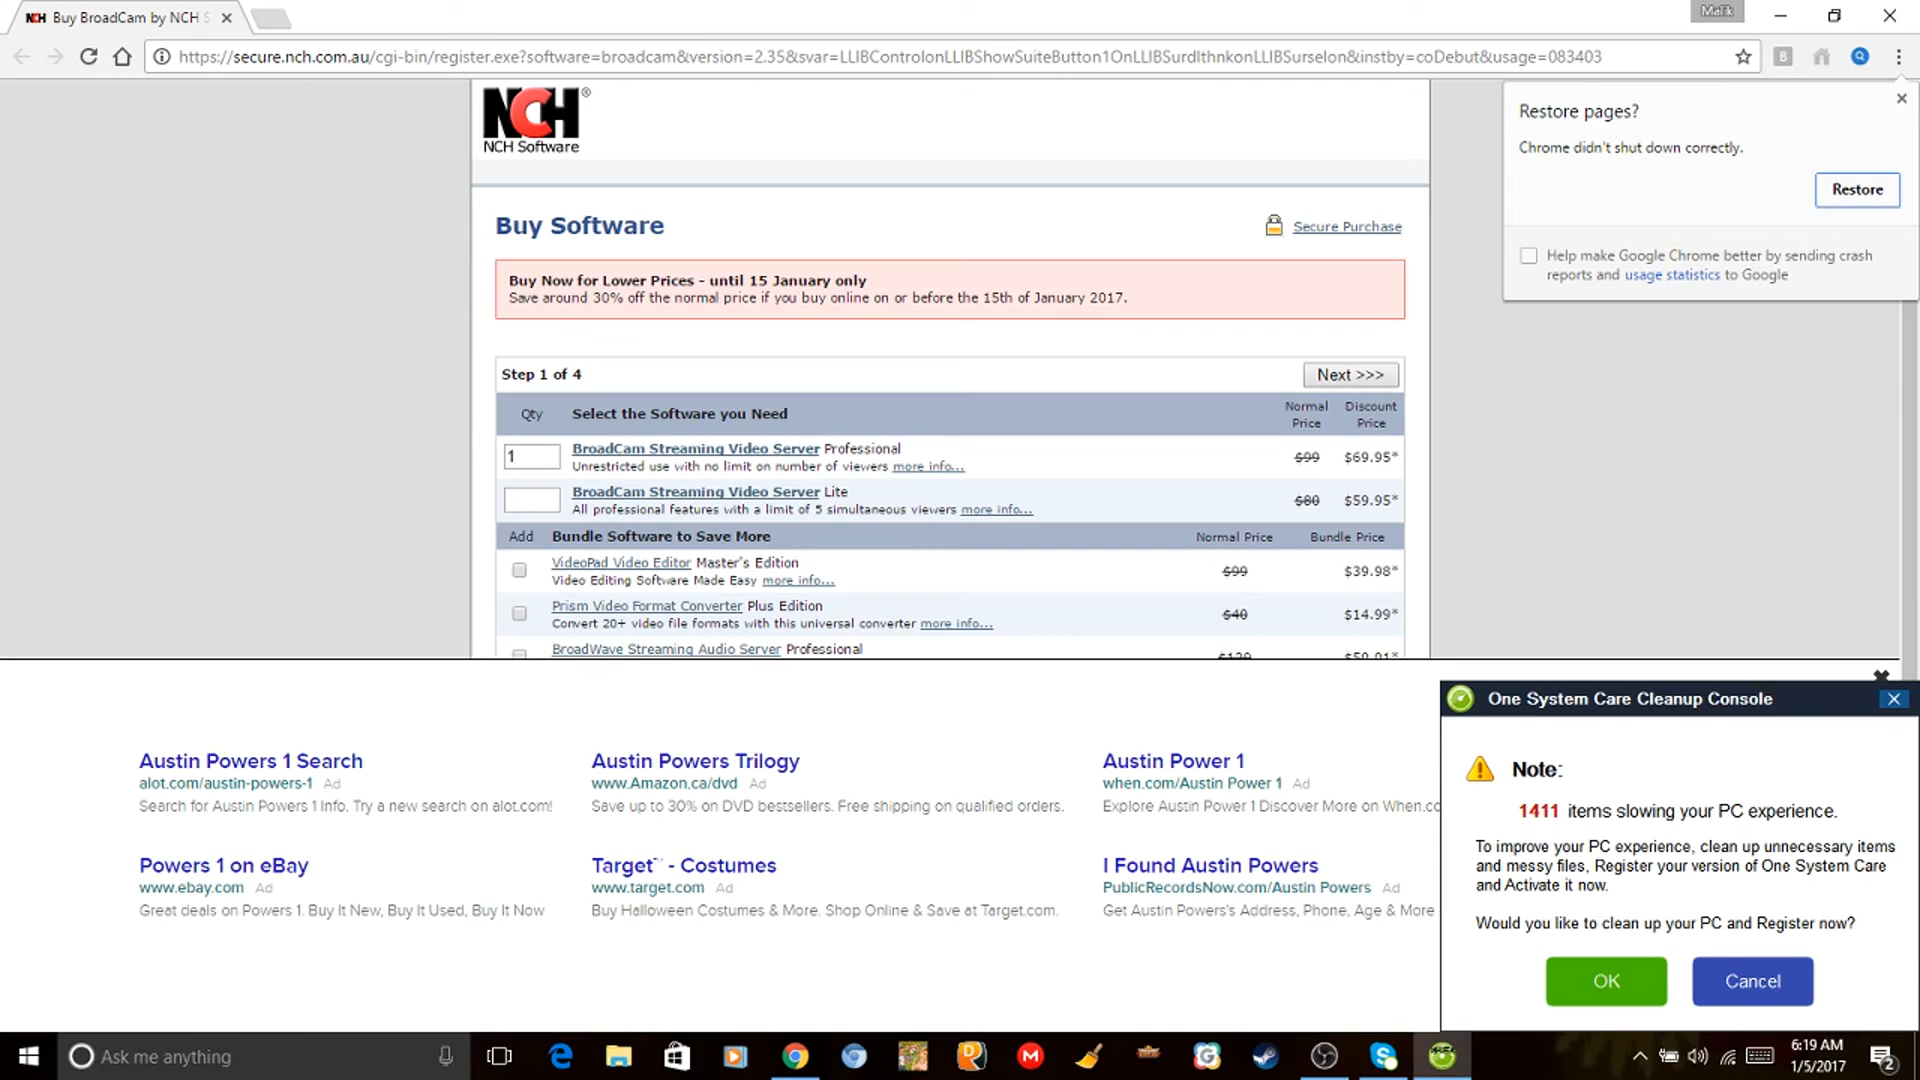 NCH Buy BroadCam by NCH S
Malik
https://secure.nch.com.au/cgi-bin/register.exe?software=broadcam&version=2.35&svar=LLIBControlonLLIBShowSuiteButton1OnLLIBSurdIthnkonLLIBSurselon&instby=coDebut&usage=083403
B
NCH®
NCH Software
Restore pages?
Chrome didn't shut down correctly.
Restore
Help make Google Chrome better by sending crash
reports and usage statistics to Google
Buy Software
Secure Purchase
Buy Now for Lower Prices - until 15 January only
Save around 30% off the normal price if you buy online on or before the 15th of January 2017.
Step 1 of 4
Next >>>
Qty Select the Software you Need Normal Price Discount Price
1 BroadCam Streaming Video Server Professional
Unrestricted use with no limit on number of viewers more info...
$99 $69.95*
BroadCam Streaming Video Server Lite
All professional features with a limit of 5 simultaneous viewers more info...
$80 $59.95*
Add Bundle Software to Save More Normal Price Bundle Price
VideoPad Video Editor Master's Edition
Video Editing Software Made Easy more info...
$99 $39.98*
Prism Video Format Converter Plus Edition
Convert 20+ video file formats with this universal converter more info...
$40 $14.99*
BroadWave Streaming Audio Server Professional
Austin Powers 1 Search
alot.com/austin-powers-1 Ad
Search for Austin Powers 1 Info. Try a new search on alot.com!
Austin Powers Trilogy
www.Amazon.ca/dvd Ad
Save up to 30% on DVD bestsellers. Free shipping on qualified orders.
Austin Power 1
when.com/Austin Power 1 Ad
Explore Austin Power 1 Discover More on When.co
Powers 1 on eBay
www.ebay.com Ad
Great deals on Powers 1. Buy It New, Buy It Used, Buy It Now
Target™ - Costumes
www.target.com Ad
Buy Halloween Costumes & More. Shop Online & Save at Target.com.
I Found Austin Powers
PublicRecordsNow.com/Austin Powers Ad
Get Austin Powers's Address, Phone, Age & More
One System Care Cleanup Console
Note:
1411 items slowing your PC experience.
To improve your PC experience, clean up unnecessary items
and messy files, Register your version of One System Care
and Activate it now.
Would you like to clean up your PC and Register now?
OK
Cancel
Ask me anything
6:19 AM
1/5/2017
2